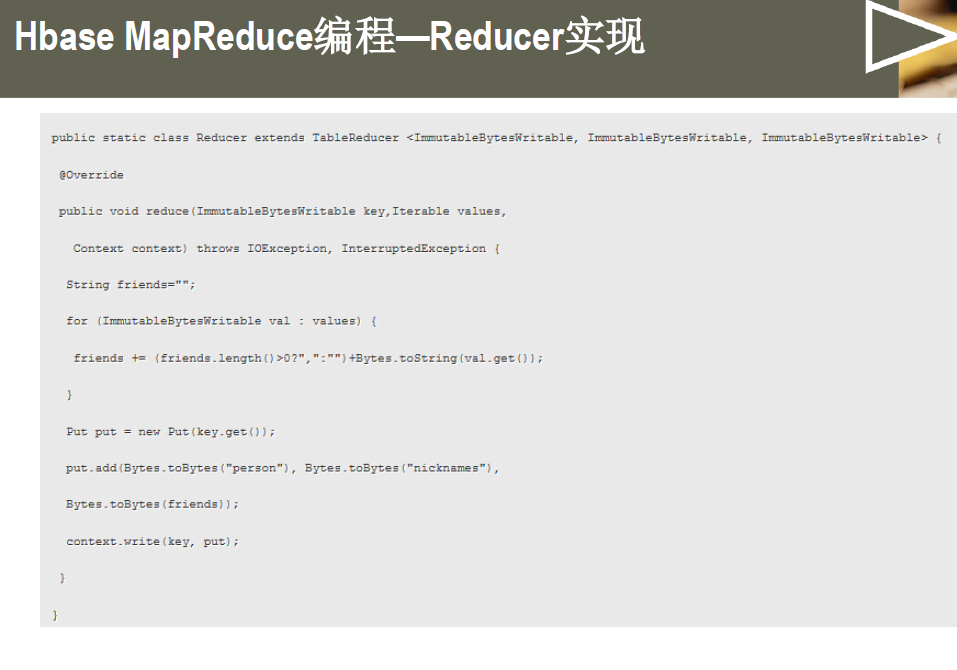 Hbase MapReduce编程—Reducer实现
public static class Reducer extends TableReducer <ImmutableBytesWritable, ImmutableBytesWritable, ImmutableBytesWritable> {
@Override
public void reduce(ImmutableBytesWritable key,Iterable values,
Context context) throws IOException, InterruptedException {
String friends="";
for (ImmutableBytesWritable val : values) {
friends += (friends.length()>0?",":"")+Bytes.toString(val.get());
}
Put put = new Put(key.get());
put.add(Bytes.toBytes("person"), Bytes.toBytes("nicknames"),
Bytes.toBytes(friends));
context.write(key, put);
}
}